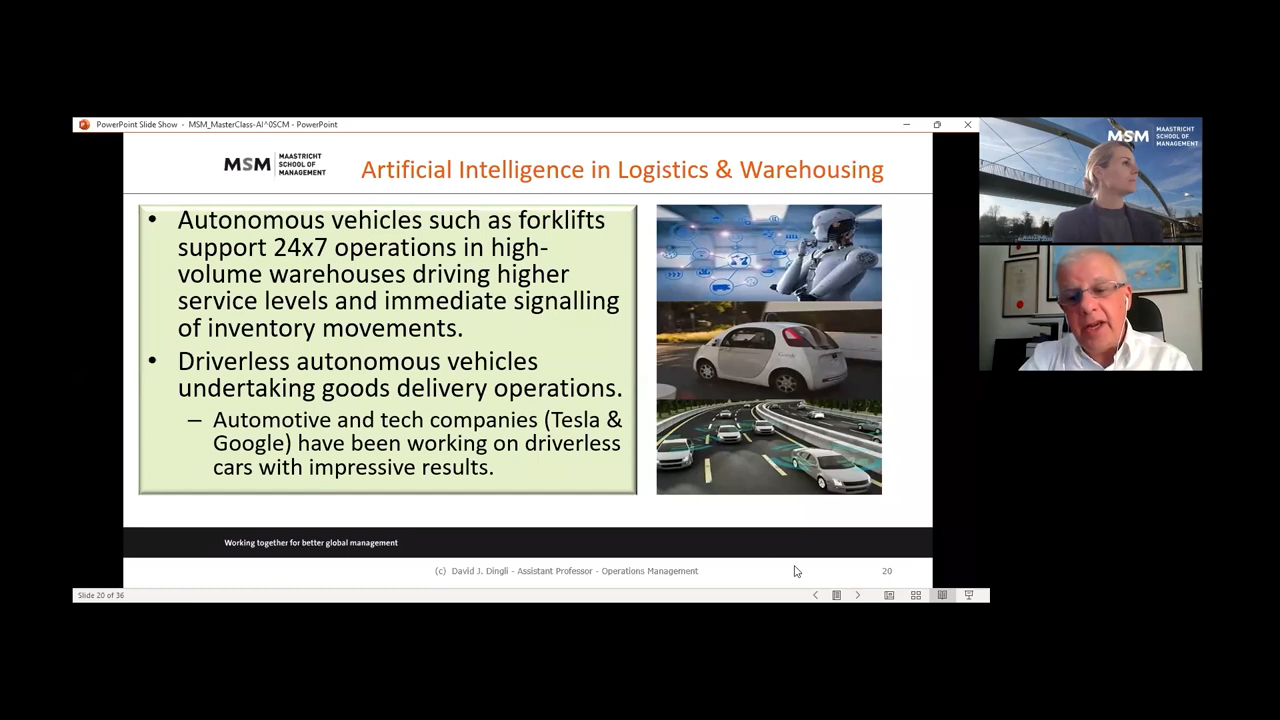 PowerPoint Slide Show - MSM_MasterClass-AI^0SCM - PowerPoint
MSM
MAASTRICHT
SCHOOL OF
MANAGEMENT
Artificial Intelligence in Logistics & Warehousing
• Autonomous vehicles such as forklifts
support 24x7 operations in high-
volume warehouses driving higher
service levels and immediate signalling
of inventory movements.
• Driverless autonomous vehicles
undertaking goods delivery operations.
– Automotive and tech companies (Tesla &
Google) have been working on driverless
cars with impressive results.
Google
Working together for better global management
(c) David J. Dingli - Assistant Professor - Operations Management
20
Slide 20 of 36
MSM
MAASTRICHT
SCHOOL OF
MANAGEMENT